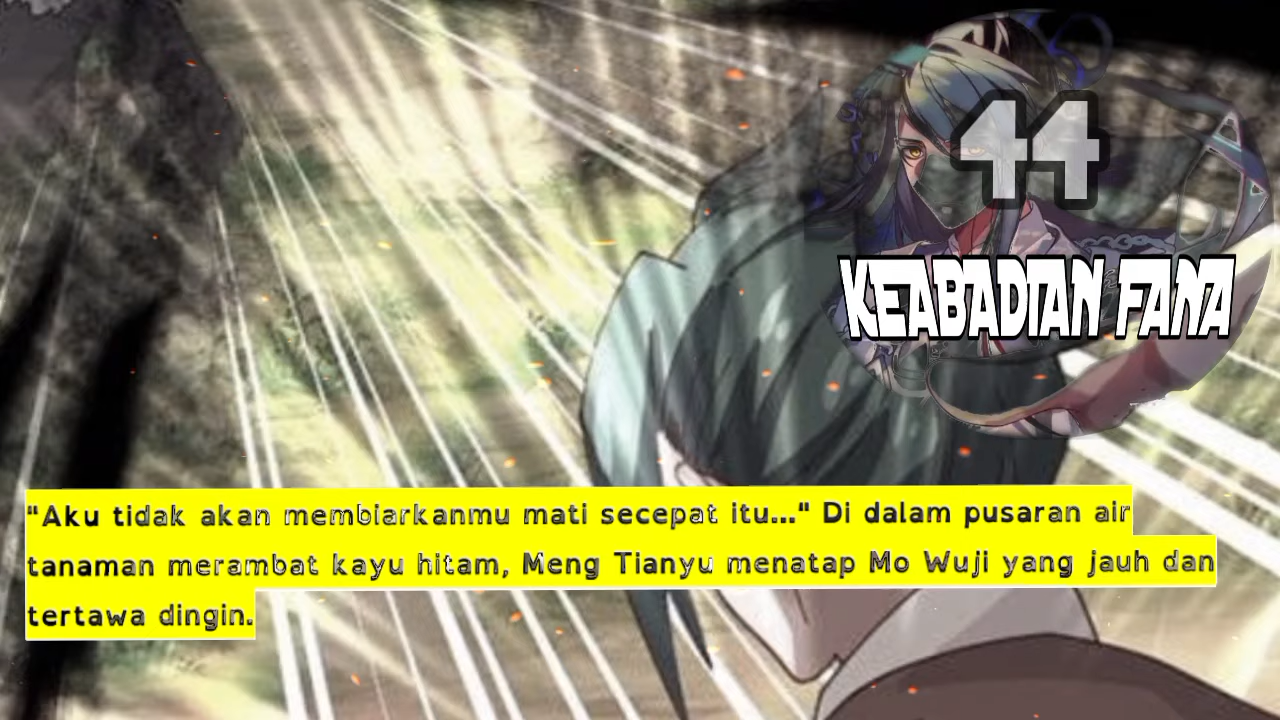 44
KEABADIAN FANA
"Aku tidak akan membiarkanmu mati secepat itu..." Di dalam pusaran air
tanaman merambat kayu hitam, Meng Tianyu menatap Mo Wuji yang jauh dan
tertawa dingin.